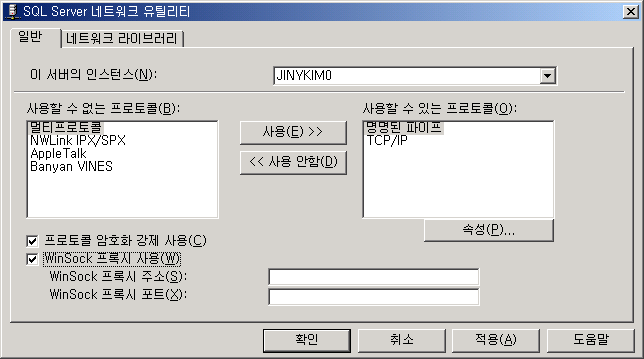 SQL Server 네트워크 유틸리티
일반 네트워크 라이브러리
이 서버의 인스턴스(N): JINYKIM0
사용할 수 없는 프로토콜(B): 사용할 수 있는 프로토콜(O):
멀티프로토콜
NWLink IPX/SPX
AppleTalk
Banyan VINES
사용(E) >>
<< 사용 안함(D)
명명된 파이프
TCP/IP
속성(P)...
프로토콜 암호화 강제 사용(C)
WinSock 프록시 사용(W)
WinSock 프록시 주소(S):
WinSock 프록시 포트(X):
확인 취소 적용(A) 도움말